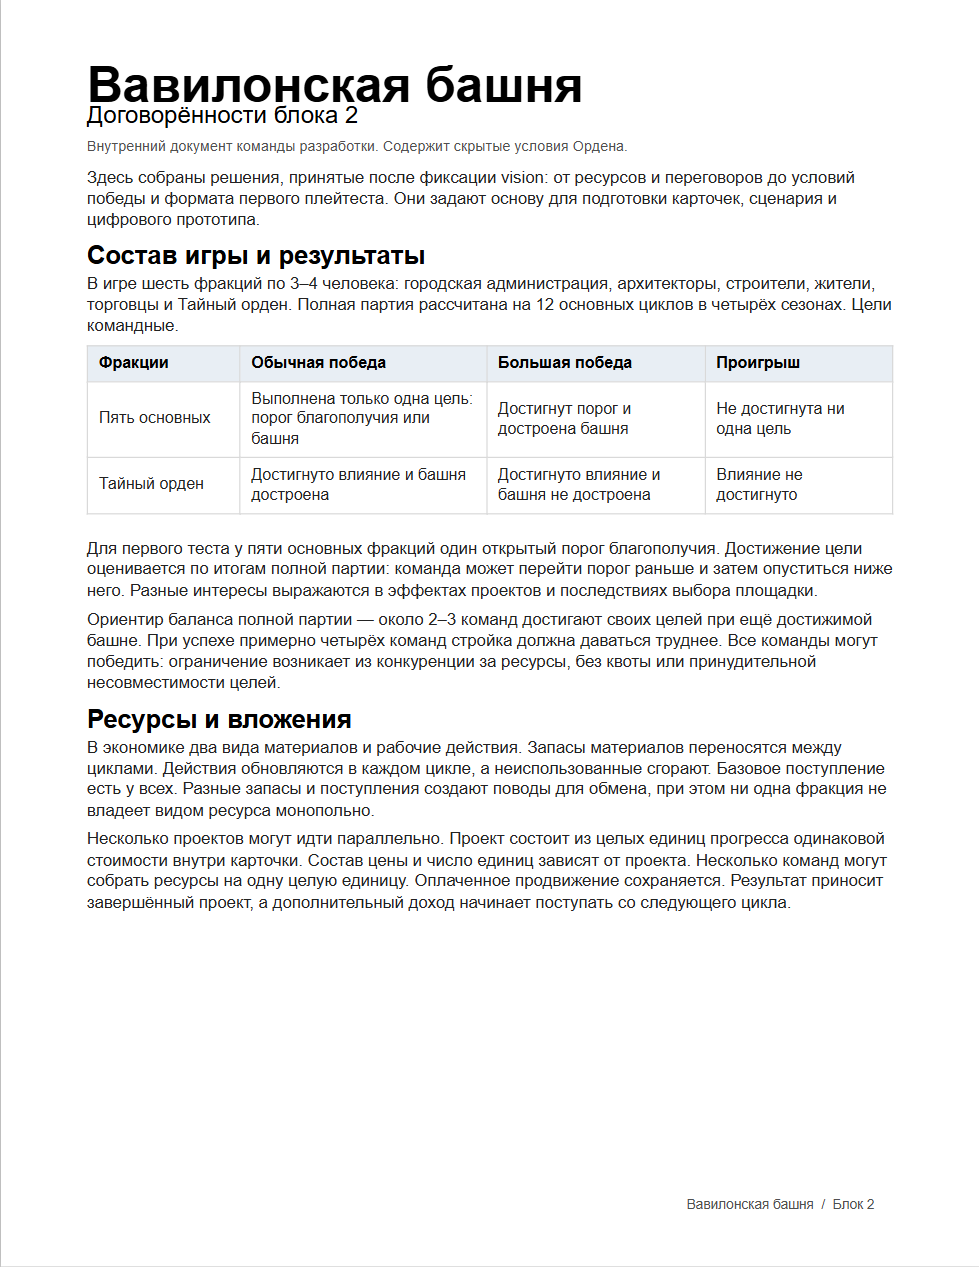 Вавилонская башня
Договорённости блока 2
Внутренний документ команды разработки. Содержит скрытые условия Ордена.
Здесь собраны решения, принятые после фиксации vision: от ресурсов и переговоров до условий
победы и формата первого плейтеста. Они задают основу для подготовки карточек, сценария и
цифрового прототипа.
Состав игры и результаты
В игре шесть фракций по 3–4 человека: городская администрация, архитекторы, строители, жители,
торговцы и Тайный орден. Полная партия рассчитана на 12 основных циклов в четырёх сезонах. Цели
командные.
Фракции
Обычная победа
Большая победа
Проигрыш
Пять основных
Выполнена только одна цель:
порог благополучия или
башня
Достигнут порог и
достроена башня
Не достигнута ни
одна цель
Тайный орден
Достигнуто влияние и башня
достроена
Достигнуто влияние и
башня не достроена
Влияние не
достигнуто
Для первого теста у пяти основных фракций один открытый порог благополучия. Достижение цели
оценивается по итогам полной партии: команда может перейти порог раньше и затем опуститься ниже
него. Разные интересы выражаются в эффектах проектов и последствиях выбора площадки.
Ориентир баланса полной партии — около 2–3 команд достигают своих целей при ещё достижимой
башне. При успехе примерно четырёх команд стройка должна даваться труднее. Все команды могут
победить: ограничение возникает из конкуренции за ресурсы, без квоты или принудительной
несовместимости целей.
Ресурсы и вложения
В экономике два вида материалов и рабочие действия. Запасы материалов переносятся между
циклами. Действия обновляются в каждом цикле, а неиспользованные сгорают. Базовое поступление
есть у всех. Разные запасы и поступления создают поводы для обмена, при этом ни одна фракция не
владеет видом ресурса монопольно.
Несколько проектов могут идти параллельно. Проект состоит из целых единиц прогресса одинаковой
стоимости внутри карточки. Состав цены и число единиц зависят от проекта. Несколько команд могут
собрать ресурсы на одну целую единицу. Оплаченное продвижение сохраняется. Результат приносит
завершённый проект, а дополнительный доход начинает поступать со следующего цикла.
Вавилонская башня / Блок 2